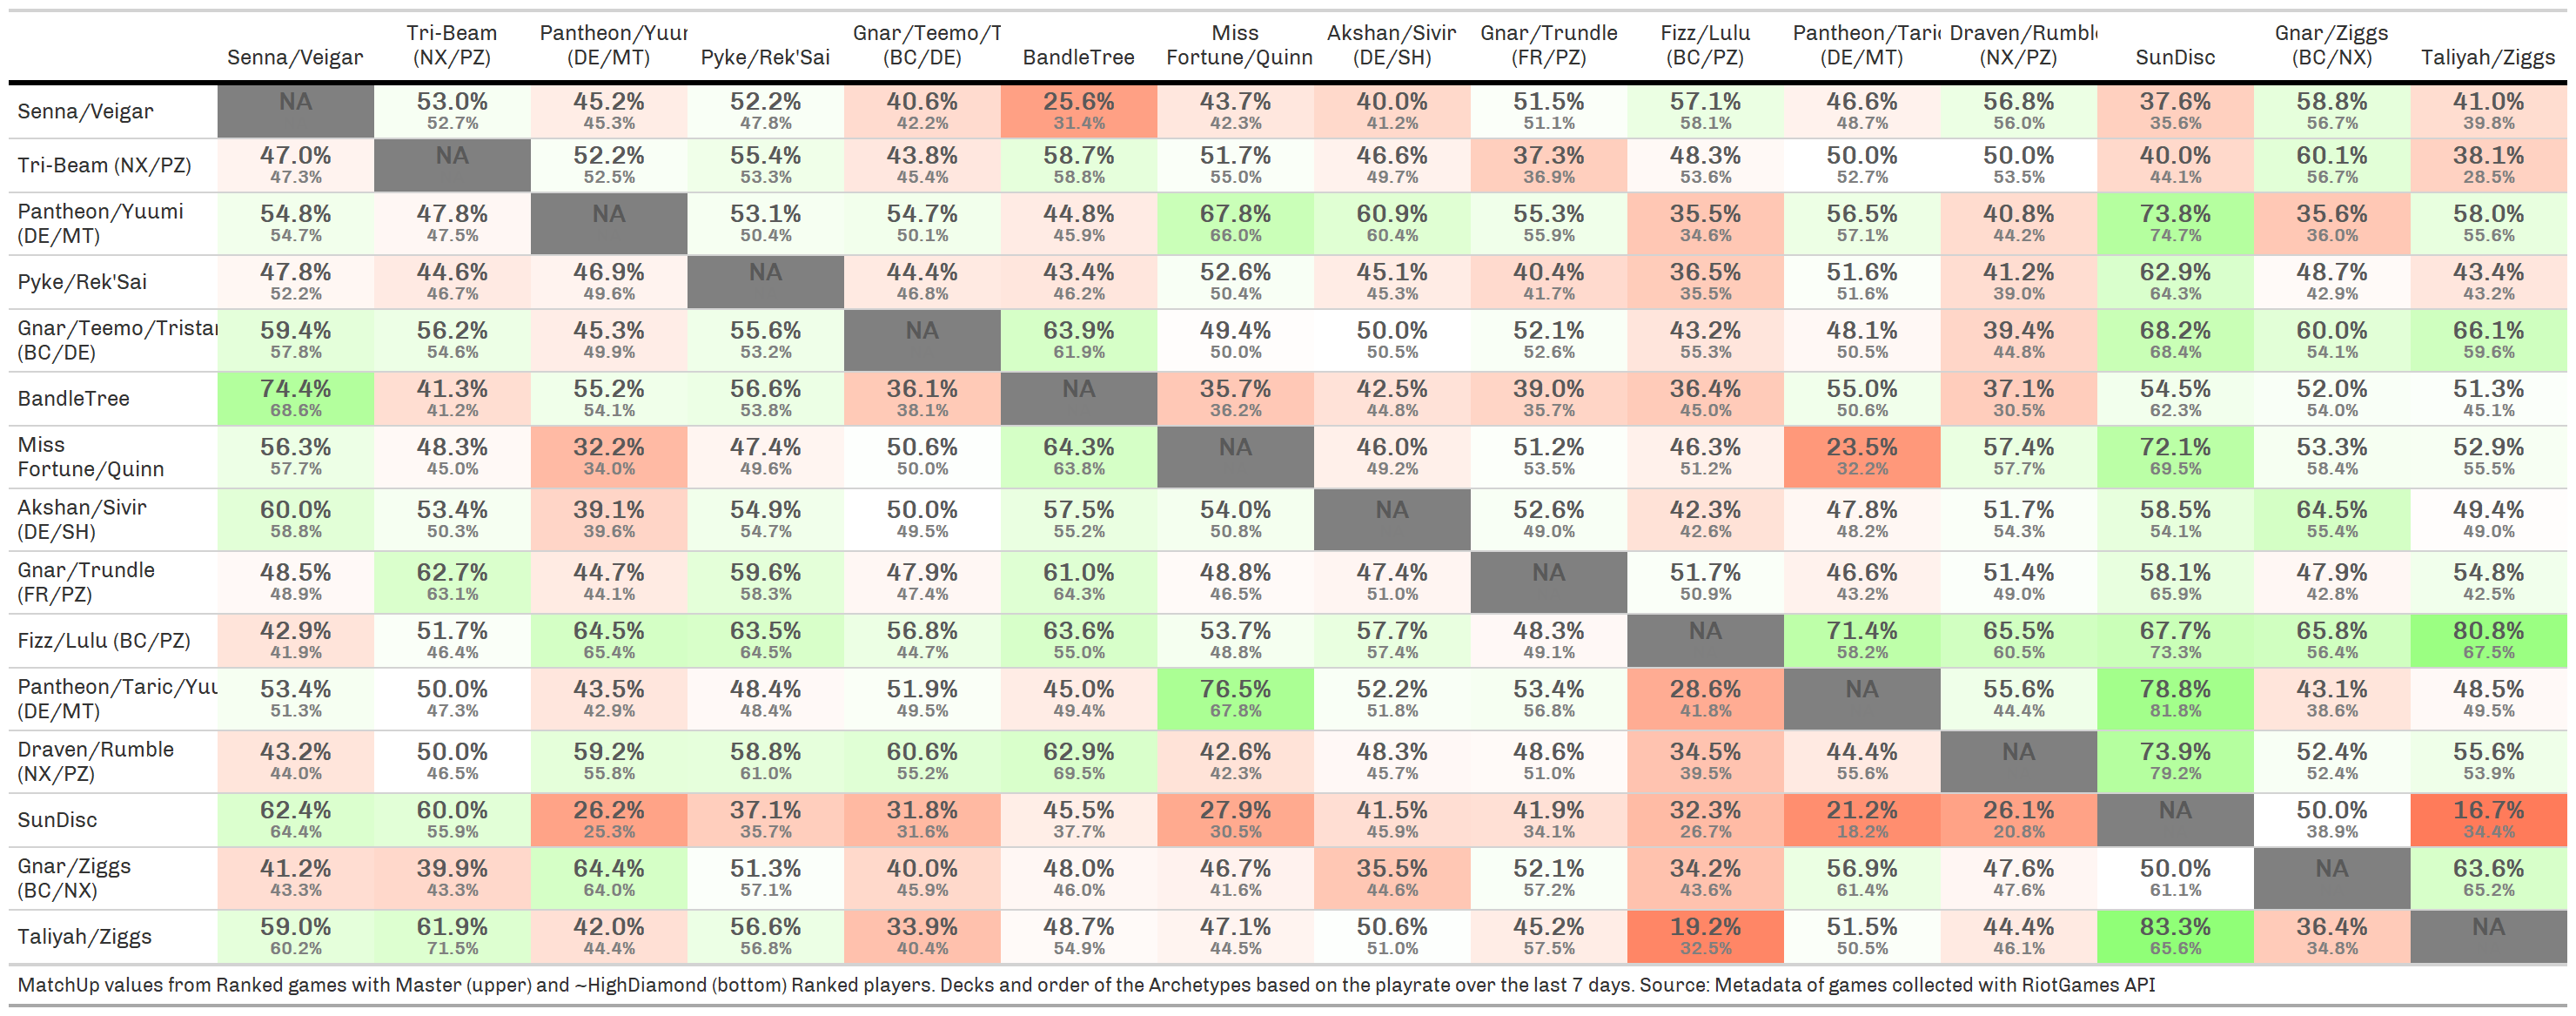 Senna/Veigar Tri-Beam (NX/PZ) Pantheon/Yuur (DE/MT) Pyke/Rek'Sai Gnar/Teemo/T (BC/DE) BandleTree Miss Fortune/Quinn Akshan/Sivir (DE/SH) Gnar/Trundle (FR/PZ) Fizz/Lulu (BC/PZ) Pantheon/Taric (DE/MT) Draven/Rumble (NX/PZ) SunDisc Gnar/Ziggs (BC/NX) Taliyah/Ziggs
Senna/Veigar NA 53.0% 45.2% 52.2% 40.6% 25.6% 43.7% 40.0% 51.5% 57.1% 46.6% 56.8% 37.6% 58.8% 41.0%
52.7% 45.3% 47.8% 42.2% 31.4% 42.3% 41.2% 51.1% 58.1% 48.7% 56.0% 35.6% 56.7% 39.8%
Tri-Beam (NX/PZ) 47.0% NA 52.2% 55.4% 43.8% 58.7% 51.7% 46.6% 37.3% 48.3% 50.0% 50.0% 40.0% 60.1% 38.1%
47.3% 52.5% 53.3% 45.4% 58.8% 55.0% 49.7% 36.9% 53.6% 52.7% 53.5% 44.1% 56.7% 28.5%
Pantheon/Yuumi 54.8% 47.8% NA 53.1% 54.7% 44.8% 67.8% 60.9% 55.3% 35.5% 56.5% 40.8% 73.8% 35.6% 58.0%
(DE/MT) 54.7% 47.5% 50.4% 50.1% 45.9% 66.0% 60.4% 55.9% 34.6% 57.1% 44.2% 74.7% 36.0% 55.6%
Pyke/Rek'Sai 47.8% 44.6% 46.9% NA 44.4% 43.4% 52.6% 45.1% 40.4% 36.5% 51.6% 41.2% 62.9% 48.7% 43.4%
52.2% 46.7% 49.6% 46.8% 46.2% 50.4% 45.3% 41.7% 35.5% 51.6% 39.0% 64.3% 42.9% 43.2%
Gnar/Teemo/Tristar 59.4% 56.2% 45.3% 55.6% NA 63.9% 49.4% 50.0% 52.1% 43.2% 48.1% 39.4% 68.2% 60.0% 66.1%
(BC/DE) 57.8% 54.6% 49.9% 53.2% 61.9% 50.0% 50.5% 52.6% 55.3% 50.5% 44.8% 68.4% 54.1% 59.6%
BandleTree 74.4% 41.3% 55.2% 56.6% 36.1% NA 35.7% 42.5% 39.0% 36.4% 55.0% 37.1% 54.5% 52.0% 51.3%
68.6% 41.2% 54.1% 53.8% 38.1% 36.2% 44.8% 35.7% 45.0% 50.6% 30.5% 62.3% 54.0% 45.1%
Miss 56.3% 48.3% 32.2% 47.4% 50.6% 64.3% NA 46.0% 51.2% 46.3% 23.5% 57.4% 72.1% 53.3% 52.9%
Fortune/Quinn 57.7% 45.0% 34.0% 49.6% 50.0% 63.8% 49.2% 53.5% 51.2% 32.2% 57.7% 69.5% 58.4% 55.5%
Akshan/Sivir 60.0% 53.4% 39.1% 54.9% 50.0% 57.5% 54.0% NA 52.6% 42.3% 47.8% 51.7% 58.5% 64.5% 49.4%
(DE/SH) 58.8% 50.3% 39.6% 54.7% 49.5% 55.2% 50.8% 49.0% 42.6% 48.2% 54.3% 54.1% 55.4% 49.0%
Gnar/Trundle 48.5% 62.7% 44.7% 59.6% 47.9% 61.0% 48.8% 47.4% NA 51.7% 46.6% 51.4% 58.1% 47.9% 54.8%
(FR/PZ) 48.9% 63.1% 44.1% 58.3% 47.4% 64.3% 46.5% 51.0% 50.9% 43.2% 49.0% 65.9% 42.8% 42.5%
Fizz/Lulu (BC/PZ) 42.9% 51.7% 64.5% 63.5% 56.8% 63.6% 53.7% 57.7% 48.3% NA 71.4% 65.5% 67.7% 65.8% 80.8%
41.9% 46.4% 65.4% 64.5% 44.7% 55.0% 48.8% 57.4% 49.1% 58.2% 60.5% 73.3% 56.4% 67.5%
Pantheon/Taric/Yuu 53.4% 50.0% 43.5% 48.4% 51.9% 45.0% 76.5% 52.2% 53.4% 28.6% NA 55.6% 78.8% 43.1% 48.5%
(DE/MT) 51.3% 47.3% 42.9% 48.4% 49.5% 49.4% 67.8% 51.8% 56.8% 41.8% 44.4% 81.8% 38.6% 49.5%
Draven/Rumble 43.2% 50.0% 59.2% 58.8% 60.6% 62.9% 42.6% 48.3% 48.6% 34.5% 44.4% NA 73.9% 52.4% 55.6%
(NX/PZ) 44.0% 46.5% 55.8% 61.0% 55.2% 69.5% 42.3% 45.7% 51.0% 39.5% 55.6% 79.2% 52.4% 53.9%
SunDisc 62.4% 60.0% 26.2% 37.1% 31.8% 45.5% 27.9% 41.5% 41.9% 32.3% 21.2% 26.1% NA 50.0% 16.7%
64.4% 55.9% 25.3% 35.7% 31.6% 37.7% 30.5% 45.9% 34.1% 26.7% 18.2% 20.8% 38.9% 34.4%
Gnar/Ziggs 41.2% 39.9% 64.4% 51.3% 40.0% 48.0% 46.7% 35.5% 52.1% 34.2% 56.9% 47.6% 50.0% NA 63.6%
(BC/NX) 43.3% 43.3% 64.0% 57.1% 45.9% 46.0% 41.6% 44.6% 57.2% 43.6% 61.4% 47.6% 61.1% 65.2%
Taliyah/Ziggs 59.0% 61.9% 42.0% 56.6% 33.9% 48.7% 47.1% 50.6% 45.2% 19.2% 51.5% 44.4% 83.3% 36.4% NA
60.2% 71.5% 44.4% 56.8% 40.4% 54.9% 44.5% 51.0% 57.5% 32.5% 50.5% 46.1% 65.6% 34.8%
MatchUp values from Ranked games with Master (upper) and ~HighDiamond (bottom) Ranked players. Decks and order of the Archetypes based on the playrate over the last 7 days. Source: Metadata of games collected with RiotGames API